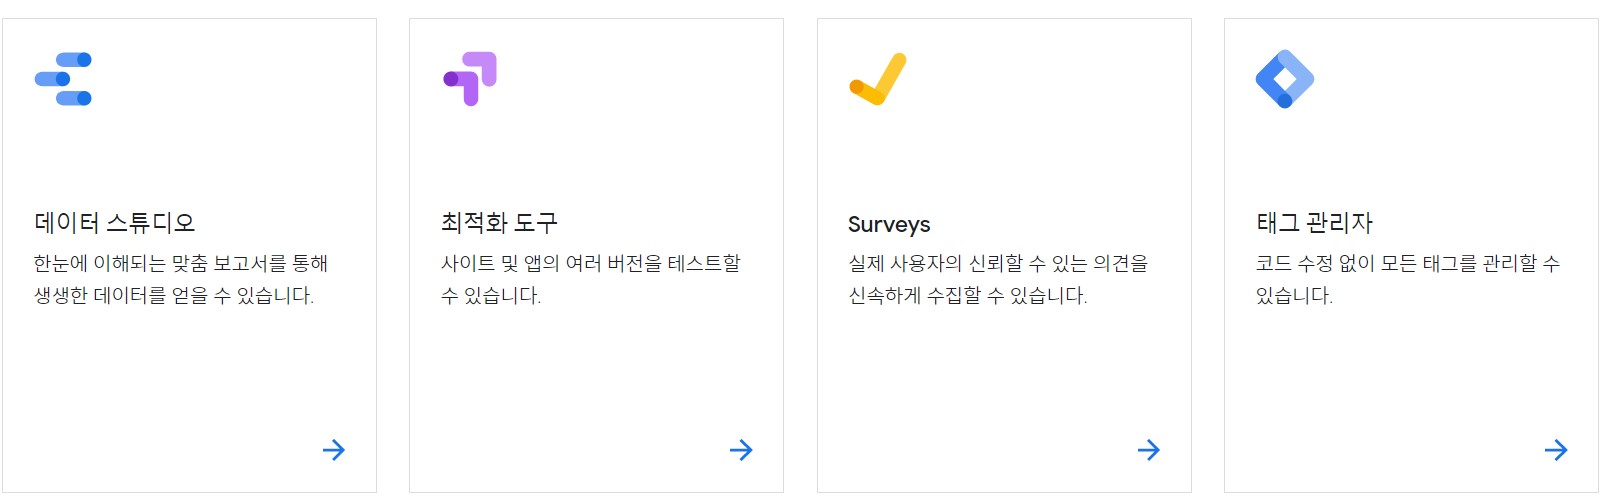 데이터 스튜디오
한눈에 이해되는 맞춤 보고서를 통해
생생한 데이터를 얻을 수 있습니다.
최적화 도구
사이트 및 앱의 여러 버전을 테스트할
수 있습니다.
Surveys
실제 사용자의 신뢰할 수 있는 의견을
신속하게 수집할 수 있습니다.
태그 관리자
코드 수정 없이 모든 태그를 관리할 수
있습니다.